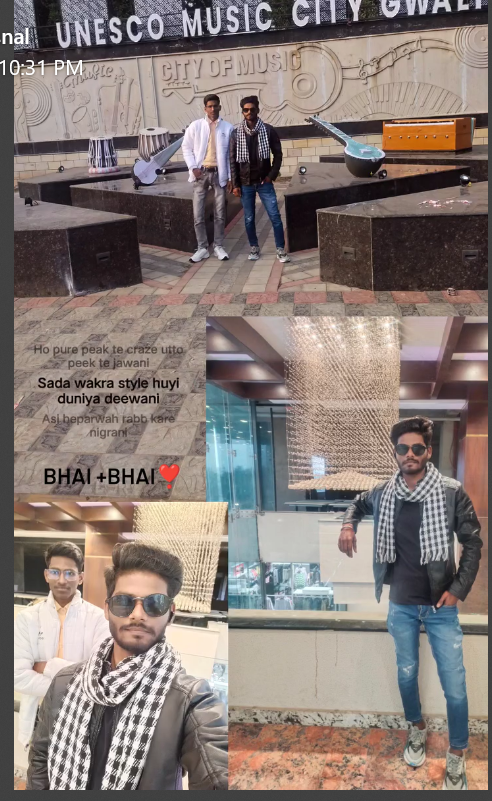 UNESCO MUSIC CITY GWALI
nal
10:31 PM
Music
CITY OF MUSIC
Ho pure peak te craze utto
peek te jawani
Sada wakra style huyi
duniya deewani
Asi beparwah rabb kare
nigrani
BHAI +BHAI❤️